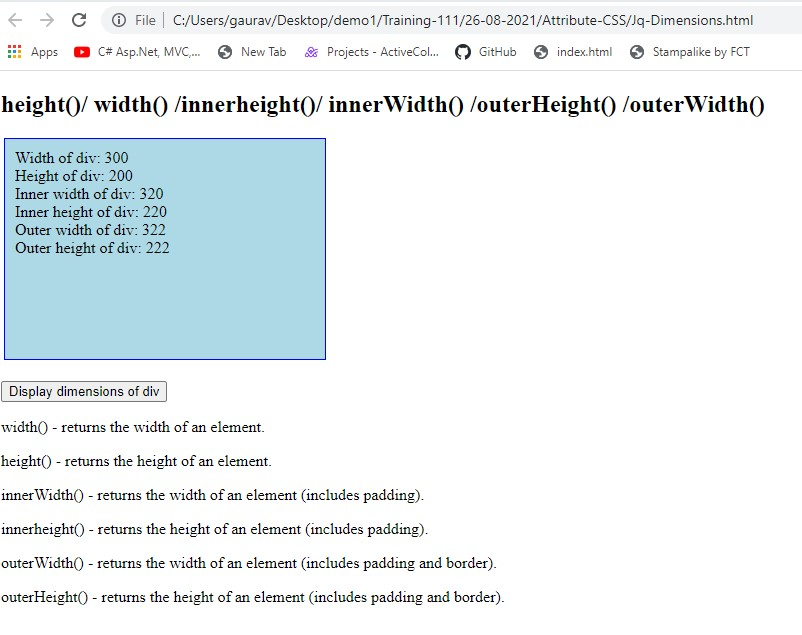 File C:/Users/gaurav/Desktop/demo1/Training-111/26-08-2021/Attribute-CSS/Jq-Dimensions.html
Apps C# Asp.Net, MVC,... New Tab Projects - ActiveCol... GitHub index.html Stampalike by FCT
height()/ width() /innerheight()/ innerWidth() /outerHeight() /outerWidth()
Width of div: 300
Height of div: 200
Inner width of div: 320
Inner height of div: 220
Outer width of div: 322
Outer height of div: 222
Display dimensions of div
width() - returns the width of an element.
height() - returns the height of an element.
innerWidth() - returns the width of an element (includes padding).
innerheight() - returns the height of an element (includes padding).
outerWidth() - returns the width of an element (includes padding and border).
outerHeight() - returns the height of an element (includes padding and border).